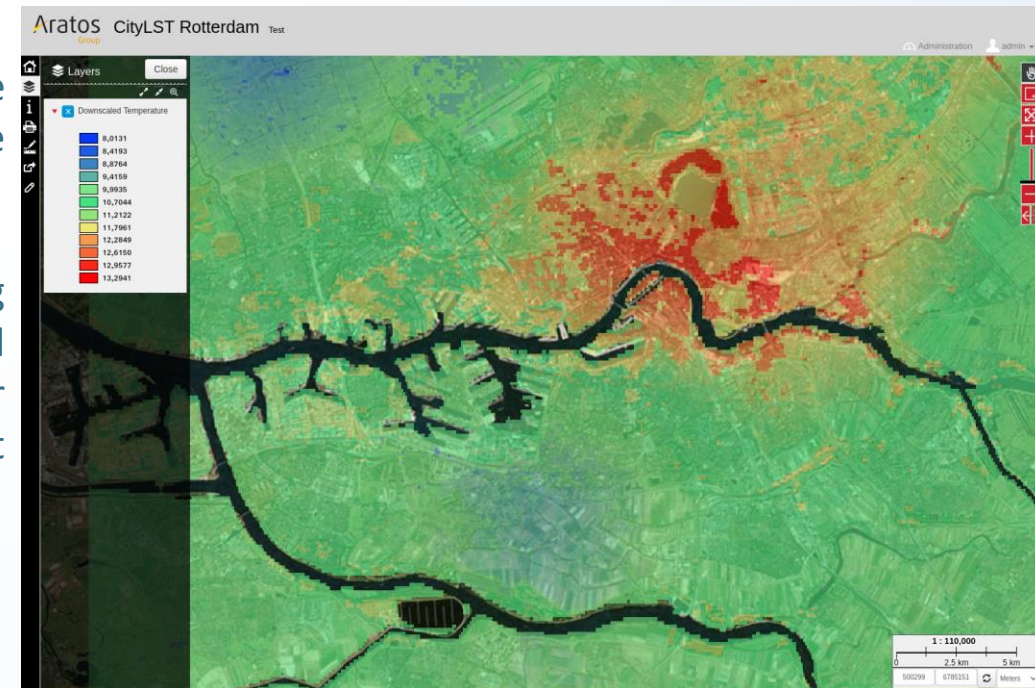 Aratos
Group
CityLST Rotterdam Test
Administration admin
Layers
Close
Downscaled Temperature
8,0131
8,4193
8,8764
9,4159
9,9935
10,7044
11,2122
11,7961
12,2849
12,6150
12,9577
13,2941
1 : 110,000
0 2.5 km 5 km
500299 6785151 Meters